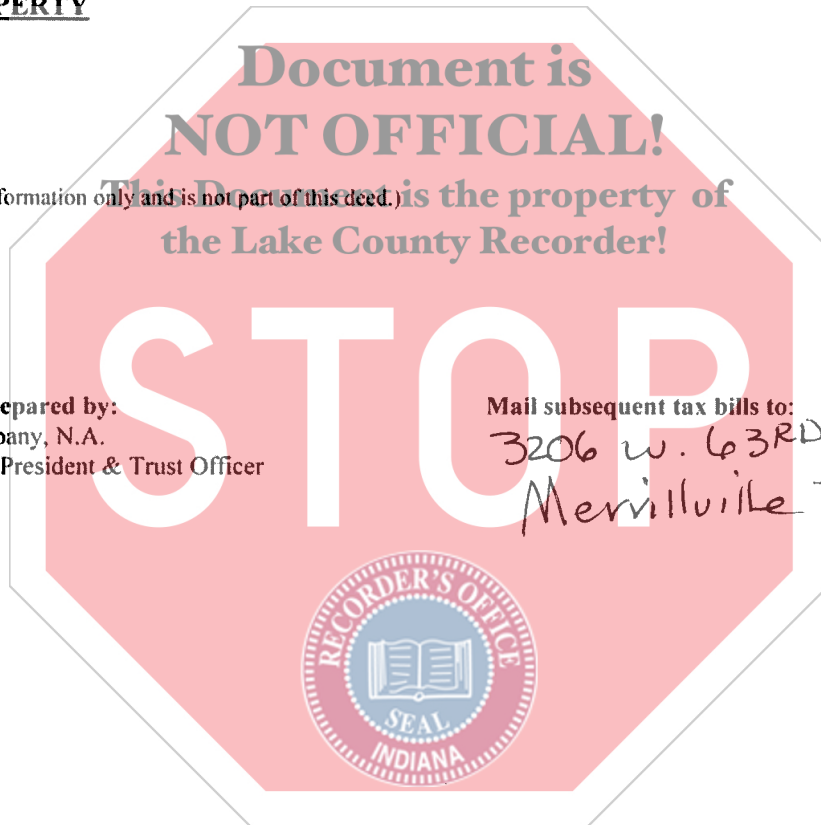 PERTY
Document is
NOT OFFICIAL!
formation only and is not part of this deed.)
This Document is the property of
the Lake County Recorder!
STOP
epared by:
pany, N.A.
President & Trust Officer
Mail subsequent tax bills to:
3206 W. 63RD
Merrillville
RECORDER'S OFFICE
SEAL
INDIANA